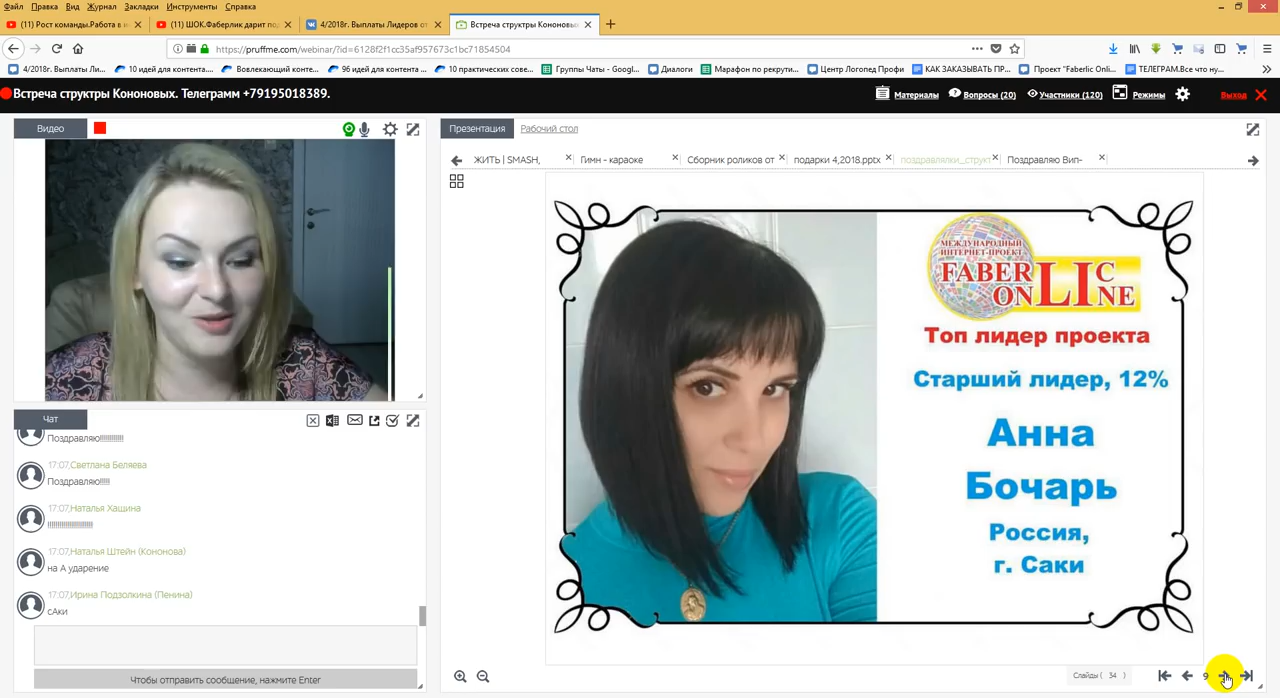 Файл Правка Вид Журнал Закладки Инструменты Справка
(11) Рост команды.Работа в и
(11) ШОК.Фаберлик дарит под
4/2018г. Выплаты Лидеров от
Встреча структры Кононовых.
https://pruffme.com/webinar/?id=6128f2f1cc35af957673c1bc71854504
4/2018г. Выплаты Ли...
10 идей для контента....
Вовлекающий конте...
96 идей для контента ...
10 практических сове...
Группы Чаты - Googl...
Диалоги
Марафон по рекрути...
Центр Логопед Профи
КАК ЗАКАЗЫВАТЬ ПР...
Проект "Faberlic Onli...
ТЕЛЕГРАМ.Все что ну...
Встреча структры Кононовых. Телеграмм +79195018389.
Материалы
Вопросы (20)
Участники (120)
Режимы
Выход
Видео
Презентация
Рабочий стол
ЖИТЬ | SMASH,
Гимн - караоке
Сборник роликов от
подарки 4,2018.pptx
поздравлялки_структ
Поздравляю Вип-
МЕЖДУНАРОДНЫЙ
ИНТЕРНЕТ-ПРОЕКТ
FABERLIC
ONLINE
Топ лидер проекта
Старший лидер, 12%
Анна
Бочарь
Россия,
г. Саки
Чат
Поздравляю!!!!!!!!!!!!
17:07, Светлана Беляева
Поздравляю!!!!!
17:07, Наталья Хащина
!!!!!!!!!!!!!!!!!!!!!!
17:07, Наталья Штейн (Кононова)
на А ударение
17:07, Ирина Подзолкина (Пенина)
сАки
Чтобы отправить сообщение, нажмите Enter
Слайды ( 34 )
9